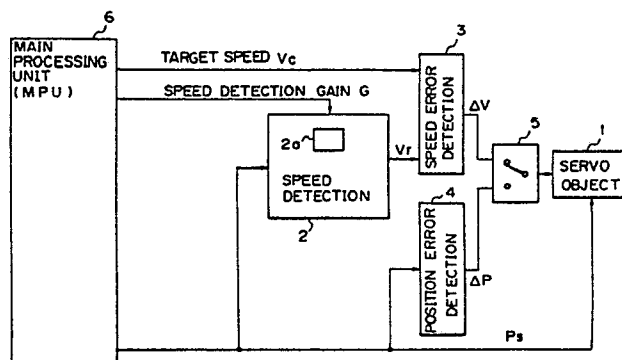 6
MAIN
PROCESSING
UNIT
(MPU)
TARGET SPEED Vc
SPEED DETECTION GAIN G
2a
SPEED
DETECTION
2
Vr
3
SPEED ERROR
DETECTION
ΔV
4
POSITION ERROR
DETECTION
ΔP
5
1
SERVO
OBJECT
Ps